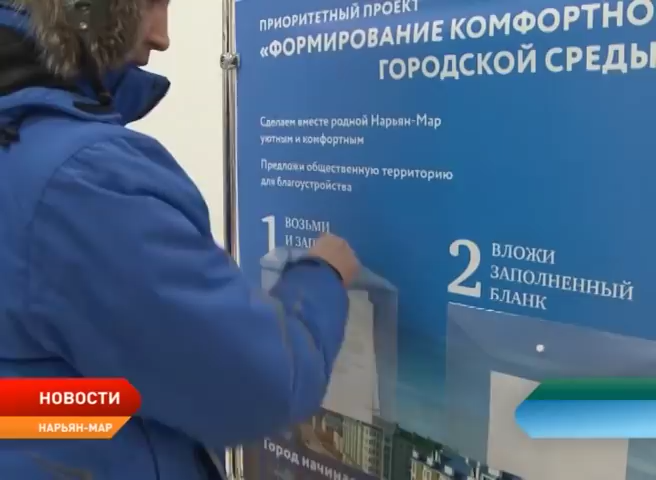 ПРИОРИТЕТНЫЙ ПРОЕКТ
«ФОРМИРОВАНИЕ КОМФОРТНО
ГОРОДСКОЙ СРЕДЫ
Сделаем вместе родной Нарьян-Мар
уютным и комфортным
Предложи общественную территорию
для благоустройства
1 ВОЗЬМИ
И ЗАП
2 ВЛОЖИ
ЗАПОЛНЕННЫЙ
БЛАНК
Город начина
НОВОСТИ
НАРЬЯН-МАР